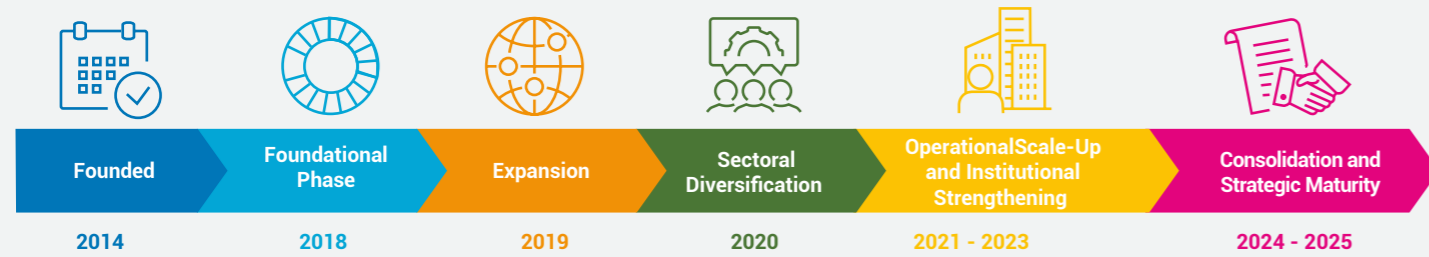 Founded
Foundational
Phase
Expansion
Sectoral
Diversification
OperationalScale-Up
and Institutional
Strengthening
Consolidation and
Strategic Maturity
2014
2018
2019
2020
2021 - 2023
2024 - 2025